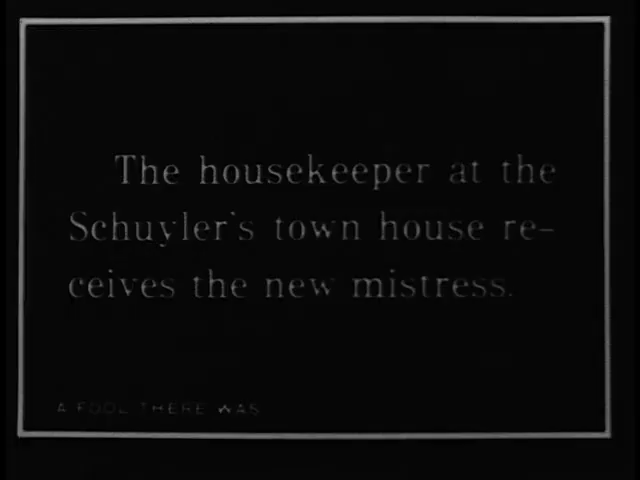 The housekeeper at the
Schuyler's town house re-
ceives the new mistress.
A FOOL THERE WAS